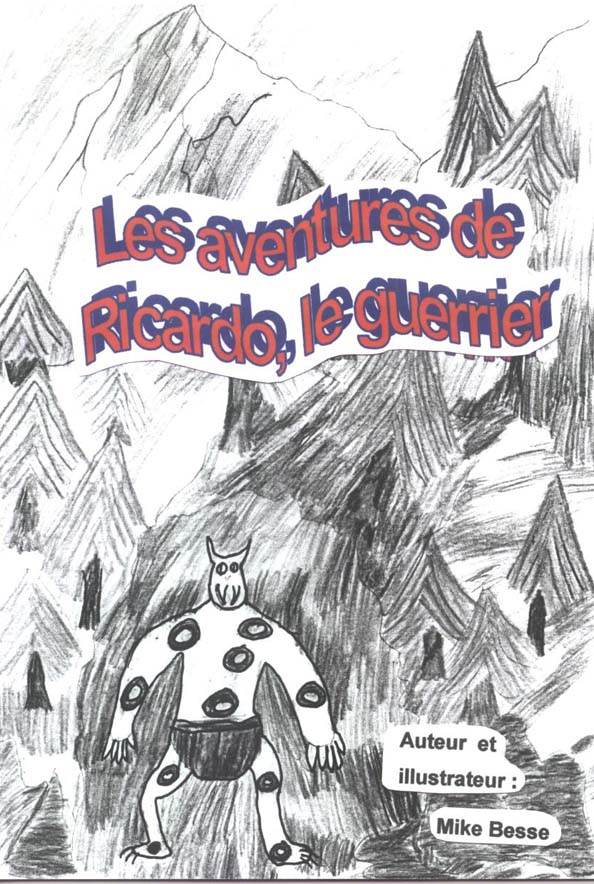 Les aventures de
Ricardo, le guerrier
Auteur et
illustrateur :
Mike Besse